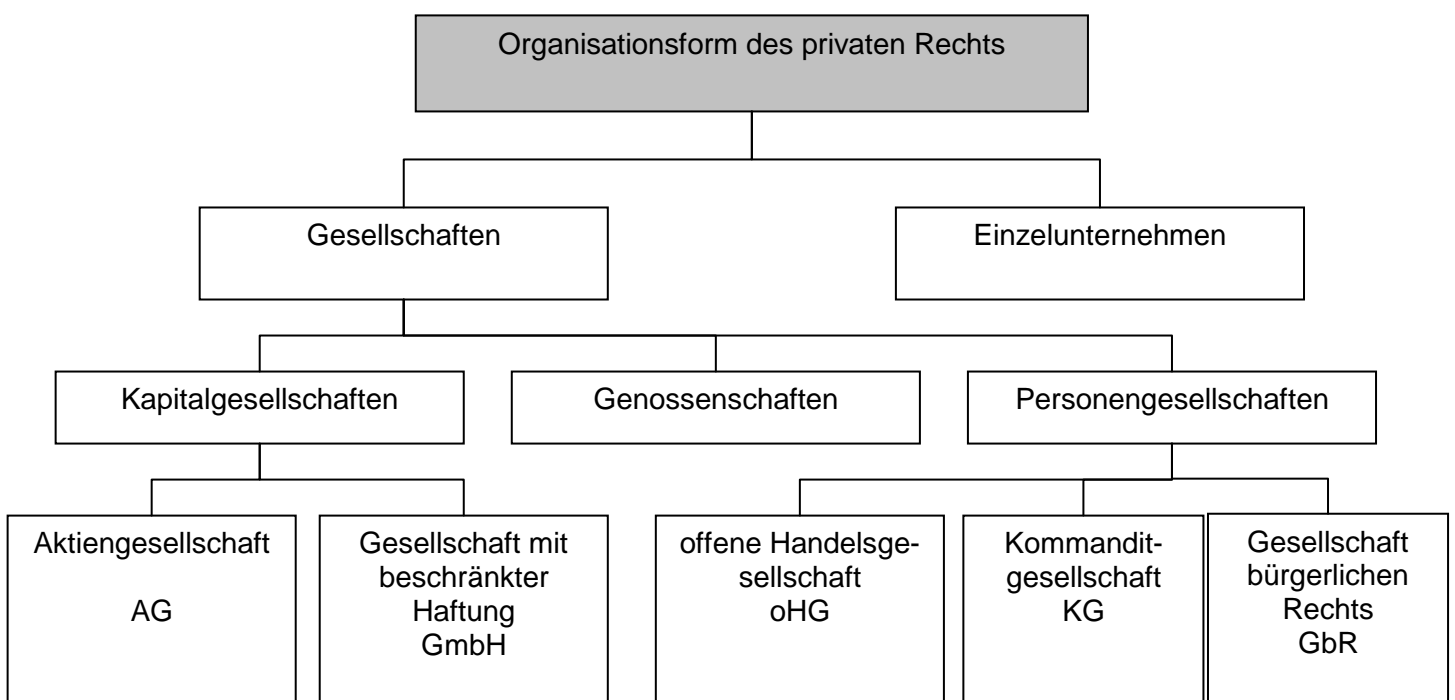 Organisationsform des privaten Rechts
Gesellschaften
Einzelunternehmen
Kapitalgesellschaften
Genossenschaften
Personengesellschaften
Aktiengesellschaft
AG
Gesellschaft mit
beschränkter
Haftung
GmbH
offene Handelsge-
sellschaft
oHG
Kommandit-
gesellschaft
KG
Gesellschaft
bürgerlichen
Rechts
GbR